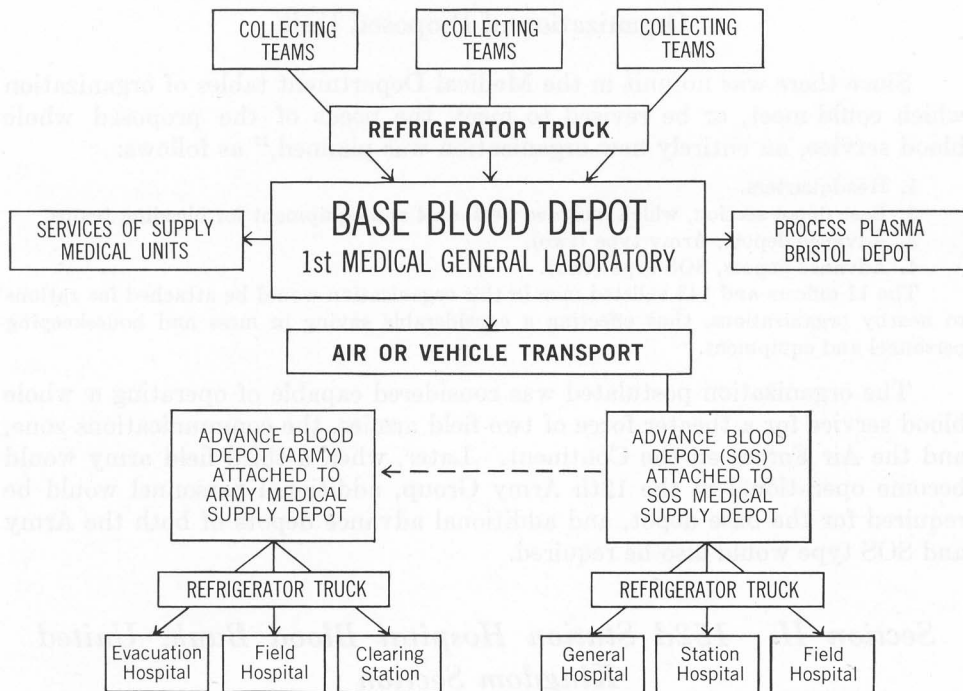 COLLECTING
TEAMS
COLLECTING
TEAMS
COLLECTING
TEAMS
REFRIGERATOR TRUCK
SERVICES OF SUPPLY
MEDICAL UNITS
BASE BLOOD DEPOT
1st MEDICAL GENERAL LABORATORY
PROCESS PLASMA
BRISTOL DEPOT
AIR OR VEHICLE TRANSPORT
ADVANCE BLOOD
DEPOT (ARMY)
ATTACHED TO
ARMY MEDICAL
SUPPLY DEPOT
ADVANCE BLOOD
DEPOT (SOS)
ATTACHED TO
SOS MEDICAL
SUPPLY DEPOT
REFRIGERATOR TRUCK
REFRIGERATOR TRUCK
Evacuation
Hospital
Field
Hospital
Clearing
Station
General
Hospital
Station
Hospital
Field
Hospital